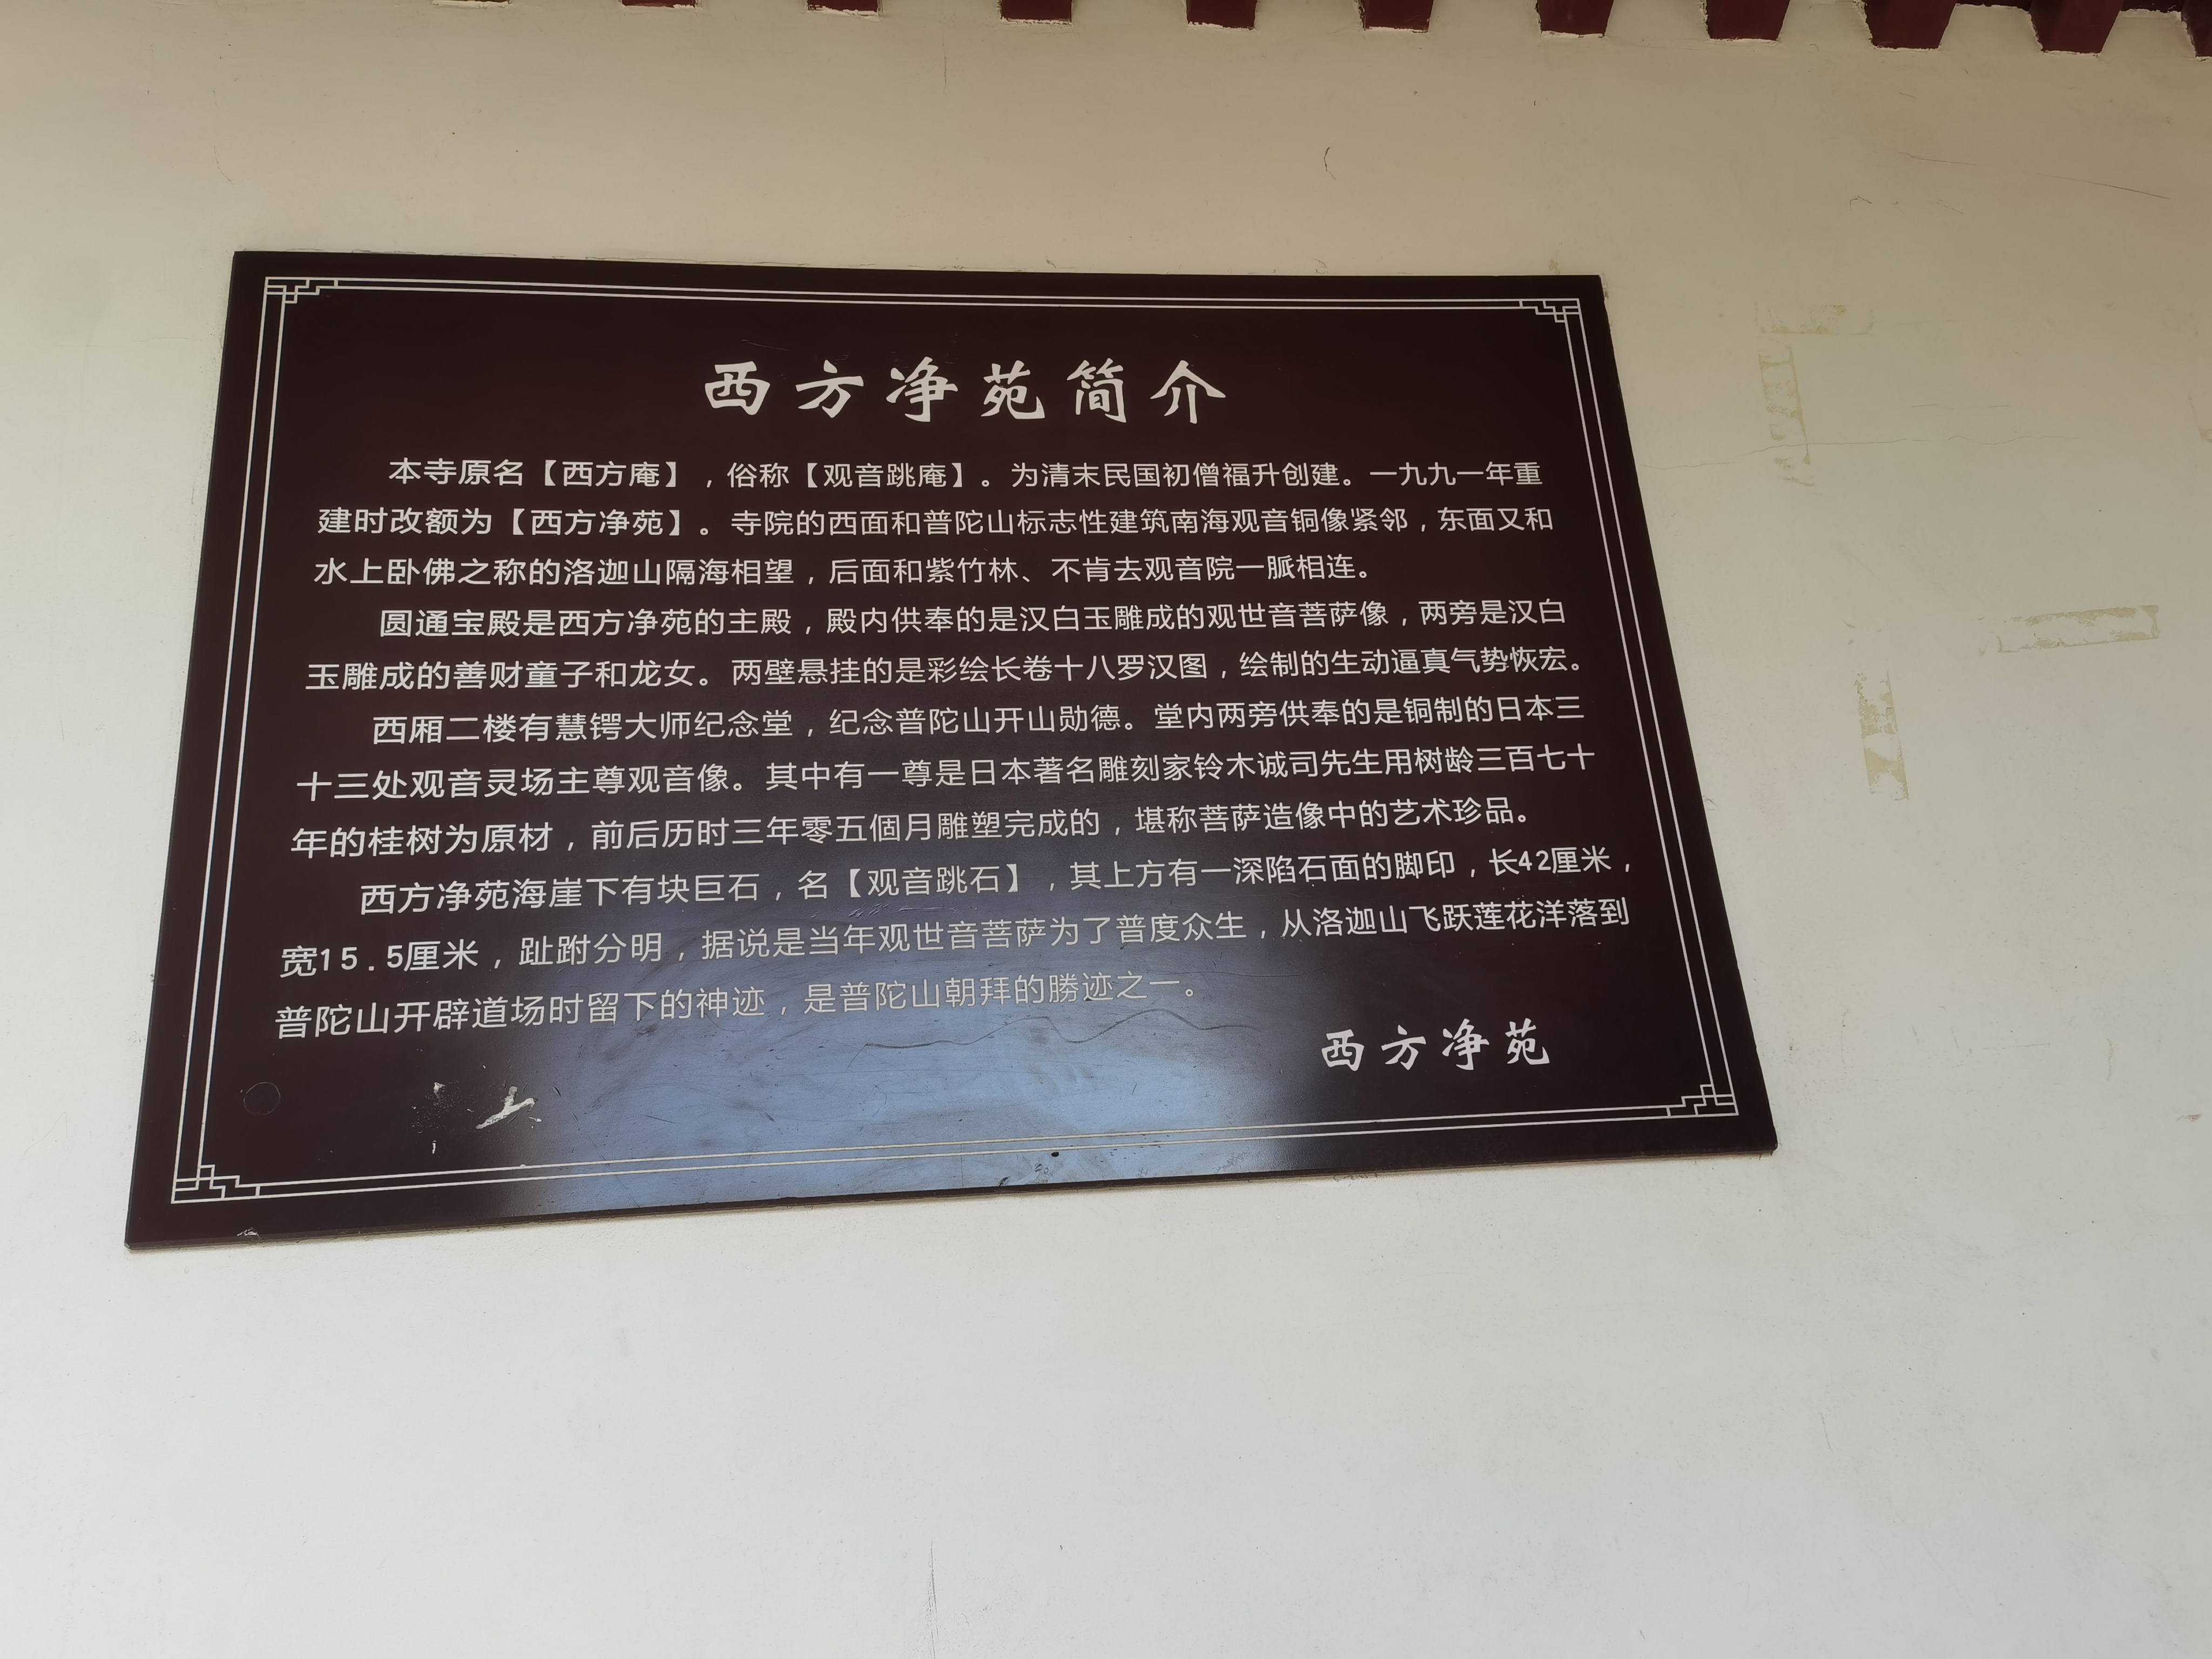 西方净苑简介
本寺原名【西方庵】，俗称【观音跳庵】。为清末民国初僧福升创建。一九九一年重
建时改额为【西方净苑】。寺院的西面和普陀山标志性建筑南海观音铜像紧邻，东面又和
水上卧佛之称的洛迦山隔海相望，后面和紫竹林、不肯去观音院一脈相连。
圆通宝殿是西方净苑的主殿，殿内供奉的是汉白玉雕成的观世音菩萨像，两旁是汉白
玉雕成的善财童子和龙女。两壁悬挂的是彩绘长卷十八罗汉图，绘制的生动逼真气势恢宏。
西厢二楼有慧锷大师纪念堂，纪念普陀山开山勋德。堂内两旁供奉的是铜制的日本三
十三处观音灵场主尊观音像。其中有一尊是日本著名雕刻家铃木诚司先生用树龄三百七十
年的桂树为原材，前后历时三年零五個月雕塑完成的，堪称菩萨造像中的艺术珍品。
西方净苑海崖下有块巨石，名【观音跳石】，其上方有一深陷石面的脚印，长42厘米，
宽15.5厘米，趾跗分明，据说是当年观世音菩萨为了普度众生，从洛迦山飞跃莲花洋落到
普陀山开辟道场时留下的神迹，是普陀山朝拜的勝迹之一。
西方净苑